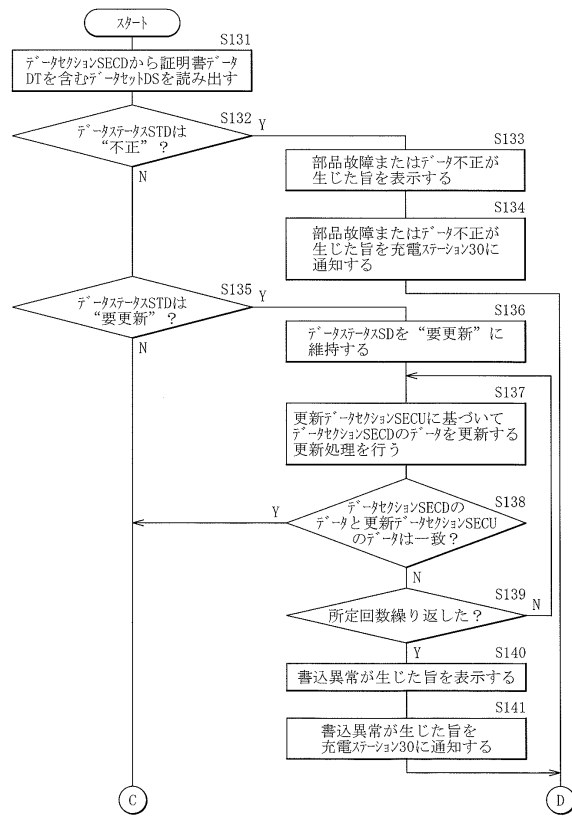 スタート
S131
データセクションSECDから証明書データ
DTを含むデータセットDSを読み出す
S132
データステータスSTDは
“不正”？
Y
N
S133
部品故障またはデータ不正が
生じた旨を表示する
S134
部品故障またはデータ不正が
生じた旨を充電ステーション30に
通知する
S135
データステータスSTDは
“要更新”？
Y
N
S136
データステータスSDを“要更新”に
維持する
S137
更新データセクションSECUに基づいて
データセクションSECDのデータを更新する
更新処理を行う
S138
データセクションSECDの
データと更新データセクションSECU
のデータは一致？
Y
N
S139
所定回数繰り返した？
N
Y
S140
書込異常が生じた旨を表示する
S141
書込異常が生じた旨を
充電ステーション30に通知する
C
D